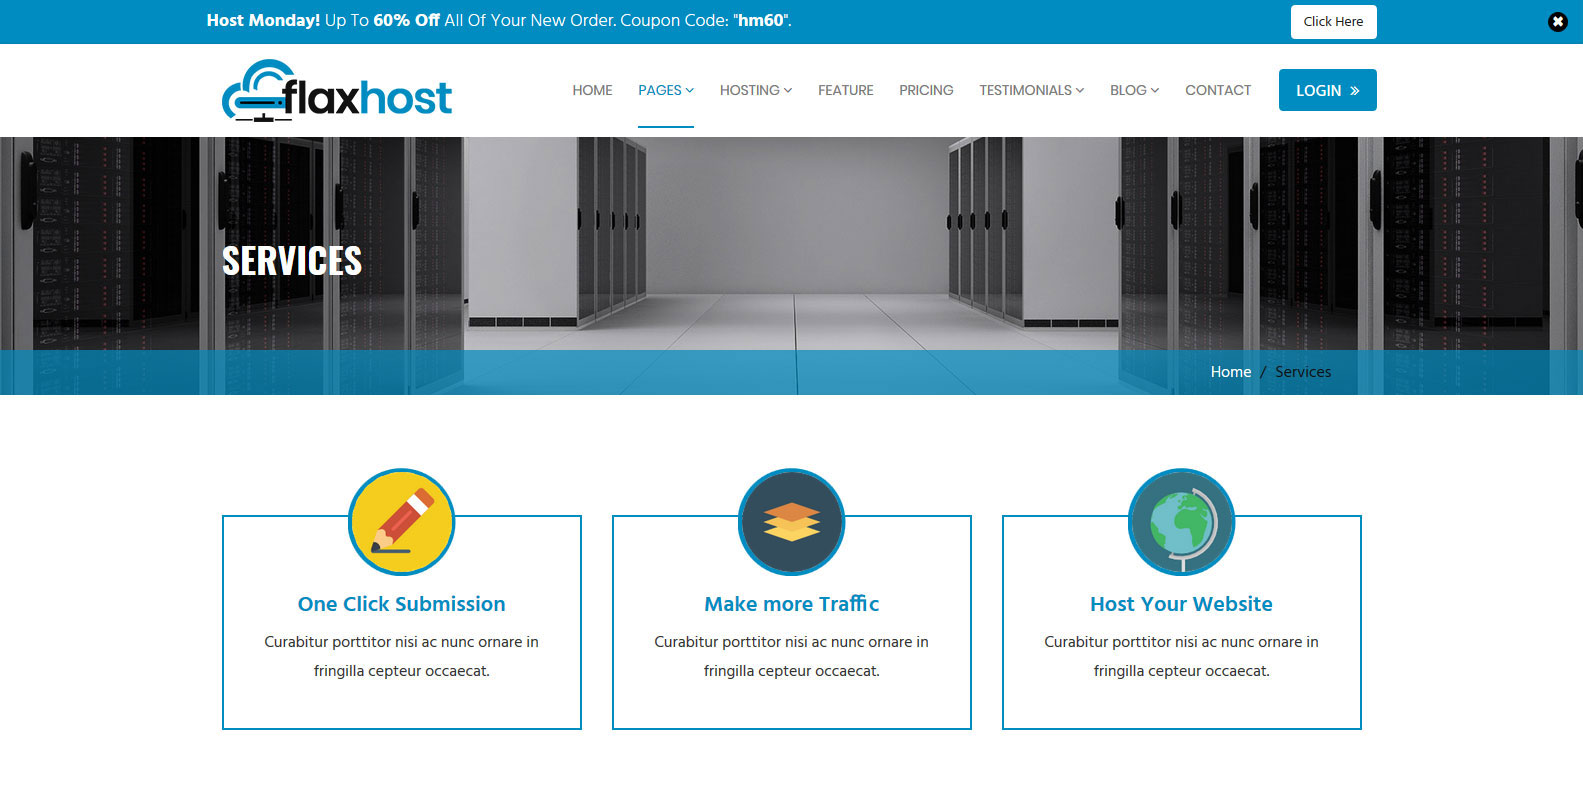 Host Monday! Up To 60% Off All Of Your New Order. Coupon Code: "hm60".
Click Here
flaxhost
HOME PAGES HOSTING FEATURE PRICING TESTIMONIALS BLOG CONTACT
LOGIN »
SERVICES
Home / Services
One Click Submission
Curabitur porttitor nisi ac nunc ornare in
fringilla cepteur occaecat.
Make more Traffic
Curabitur porttitor nisi ac nunc ornare in
fringilla cepteur occaecat.
Host Your Website
Curabitur porttitor nisi ac nunc ornare in
fringilla cepteur occaecat.